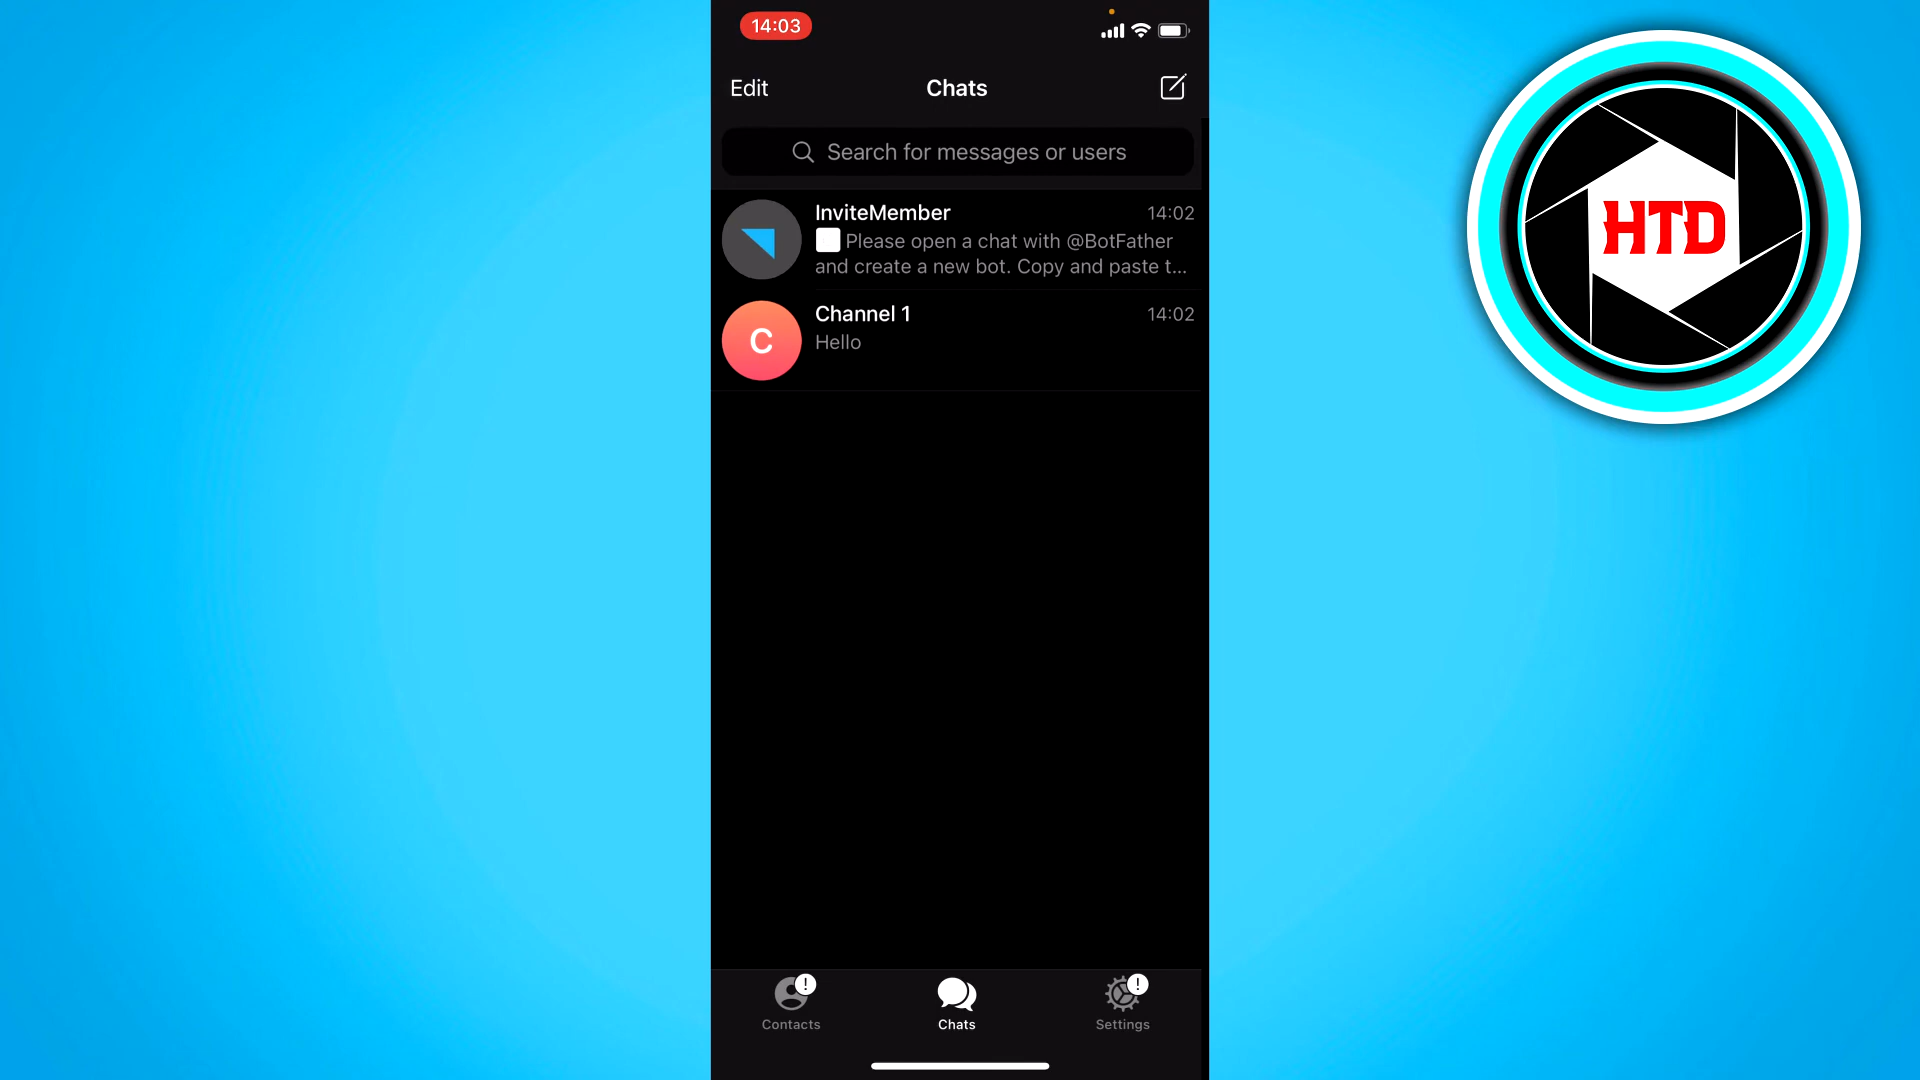 14:03
Edit
Chats
Search for messages or users
InviteMember
14:02
Please open a chat with @BotFather
and create a new bot. Copy and paste t...
C
Channel 1
14:02
Hello
!
!
Contacts
Chats
Settings
HTD